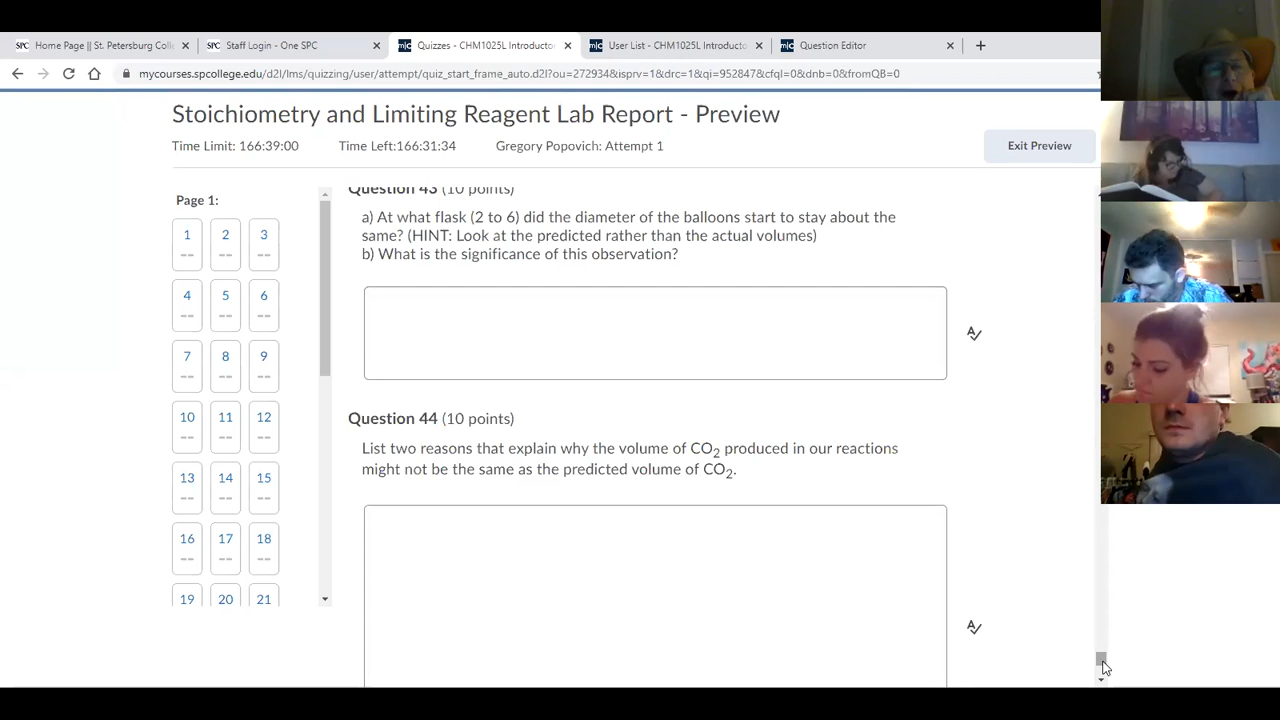 Home Page || St. Petersburg Coll
Staff Login - One SPC
Quizzes - CHM1025L Introducto
User List - CHM1025L Introducto
Question Editor
mycourses.spcollege.edu/d2l/lms/quizzing/user/attempt/quiz_start_frame_auto.d2l?ou=272934&isprv=1&drc=1&qi=952847&cfql=0&dnb=0&fromQB=0
Stoichiometry and Limiting Reagent Lab Report - Preview
Time Limit: 166:39:00 Time Left:166:31:34 Gregory Popovich: Attempt 1
Exit Preview
Page 1:
1 2 3
-- -- --
4 5 6
-- -- --
7 8 9
-- -- --
10 11 12
-- -- --
13 14 15
-- -- --
16 17 18
-- -- --
19 20 21
Question 43 (10 points)
a) At what flask (2 to 6) did the diameter of the balloons start to stay about the
same? (HINT: Look at the predicted rather than the actual volumes)
b) What is the significance of this observation?
Question 44 (10 points)
List two reasons that explain why the volume of CO2 produced in our reactions
might not be the same as the predicted volume of CO2.